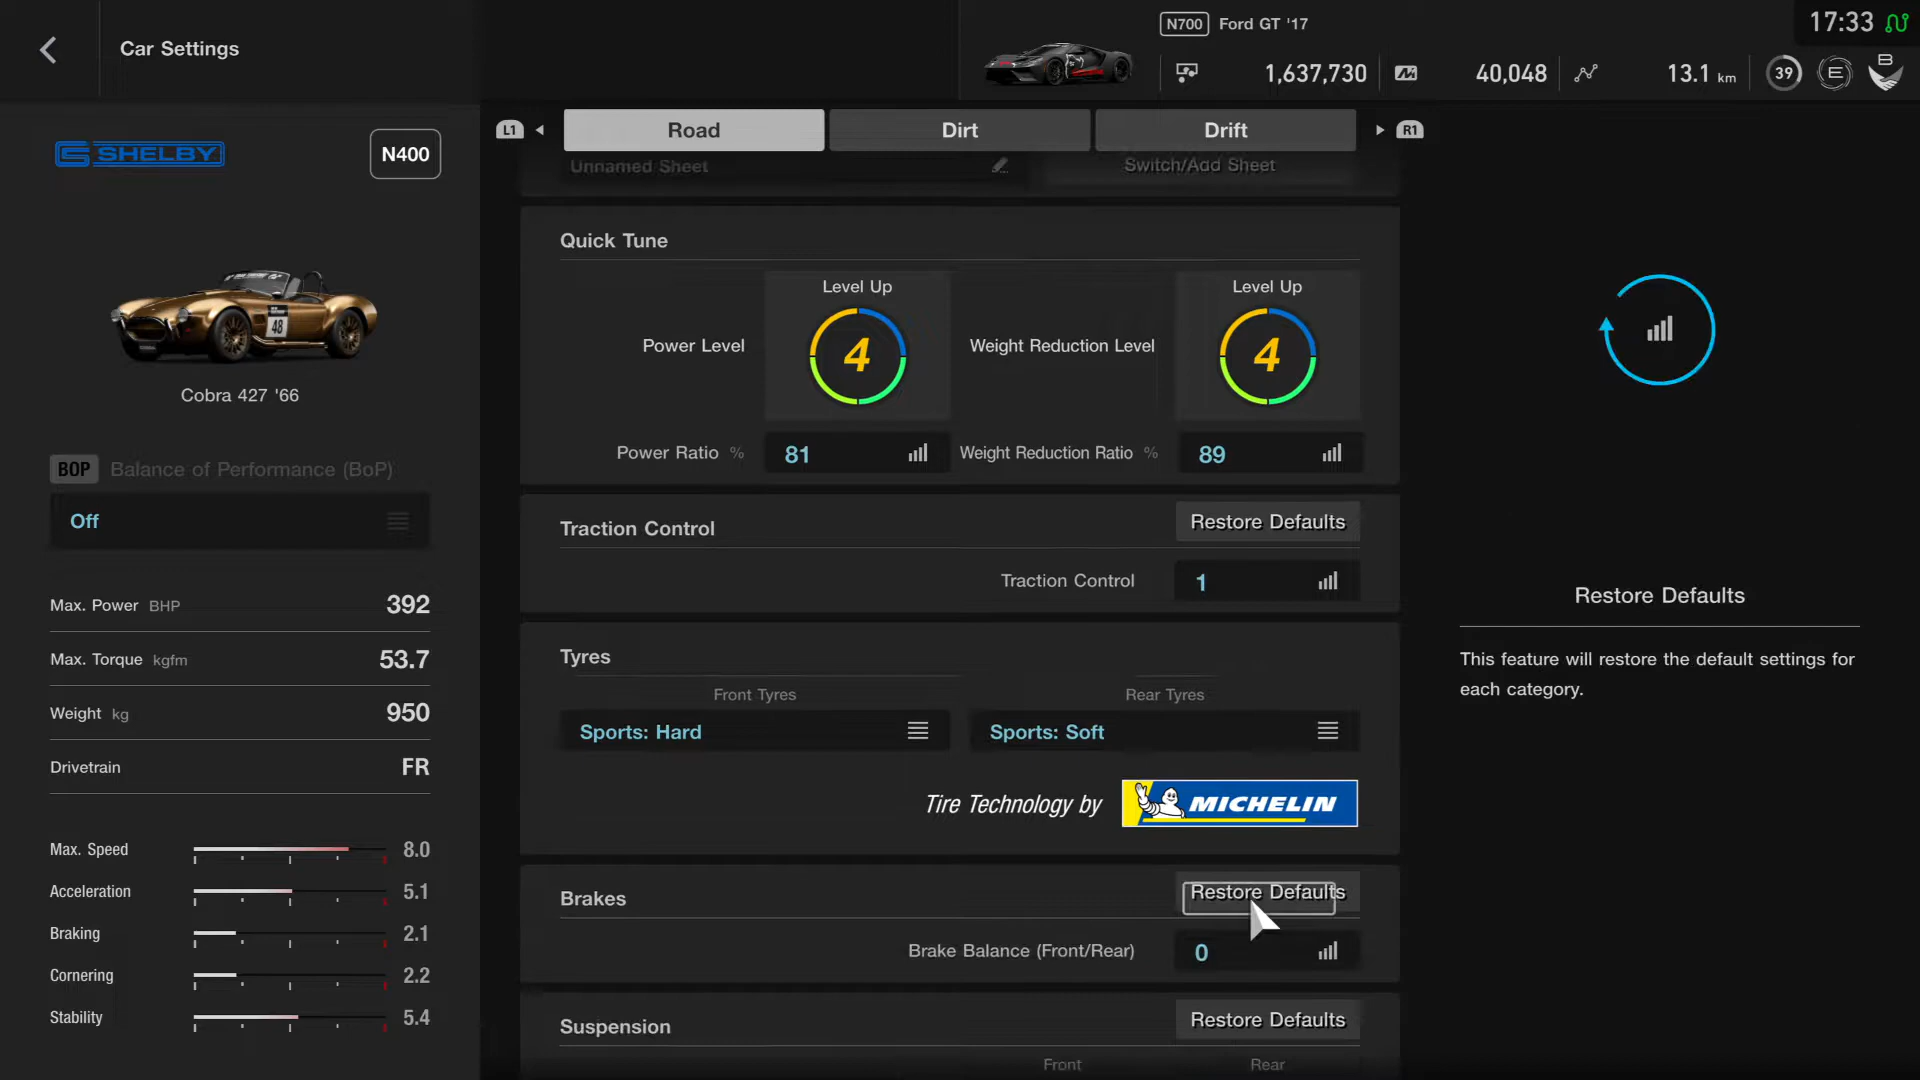 Car Settings
N700 Ford GT '17
17:33
1,637,730
40,048
13.1 km
39
E
B
SHELBY
N400
Cobra 427 '66
48
BOP Balance of Performance (BoP)
Off
Max. Power BHP 392
Max. Torque kgfm 53.7
Weight kg 950
Drivetrain FR
Max. Speed 8.0
Acceleration 5.1
Braking 2.1
Cornering 2.2
Stability 5.4
L1 Road Dirt Drift R1
Unnamed Sheet Switch/Add Sheet
Quick Tune
Level Up Level Up
Power Level 4 Weight Reduction Level 4
Power Ratio % 81 Weight Reduction Ratio % 89
Traction Control Restore Defaults
Traction Control 1
Tyres
Front Tyres Rear Tyres
Sports: Hard Sports: Soft
Tire Technology by MICHELIN
Brakes Restore Defaults
Brake Balance (Front/Rear) 0
Suspension Restore Defaults
Front Rear
Restore Defaults
This feature will restore the default settings for
each category.